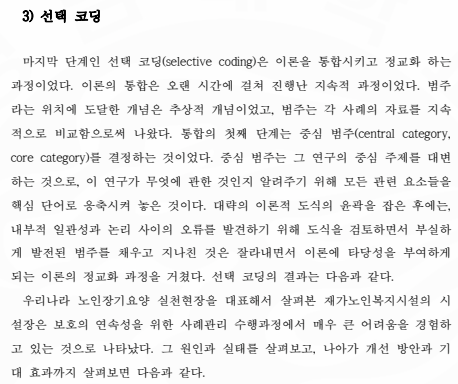 3) 선택 코딩
마지막 단계인 선택 코딩(selective coding)은 이론을 통합시키고 정교화 하는
과정이었다. 이론의 통합은 오랜 시간에 걸쳐 진행난 지속적 과정이었다. 범주
라는 위치에 도달한 개념은 추상적 개념이었고, 범주는 각 사례의 자료를 지속
적으로 비교함으로써 나왔다. 통합의 첫째 단계는 중심 범주(central category,
core category)를 결정하는 것이었다. 중심 범주는 그 연구의 중심 주제를 대변
하는 것으로, 이 연구가 무엇에 관한 것인지 알려주기 위해 모든 관련 요소들을
핵심 단어로 응축시켜 놓은 것이다. 대략의 이론적 도식의 윤곽을 잡은 후에는,
내부적 일관성과 논리 사이의 오류를 발견하기 위해 도식을 검토하면서 부실하
게 발전된 범주를 채우고 지나친 것은 잘라내면서 이론에 타당성을 부여하게
되는 이론의 정교화 과정을 거쳤다. 선택 코딩의 결과는 다음과 같다.
우리나라 노인장기요양 실천현장을 대표해서 살펴본 재가노인복지시설의 시
설장은 보호의 연속성을 위한 사례관리 수행과정에서 매우 큰 어려움을 경험하
고 있는 것으로 나타났다. 그 원인과 실태를 살펴보고, 나아가 개선 방안과 기
대 효과까지 살펴보면 다음과 같다.